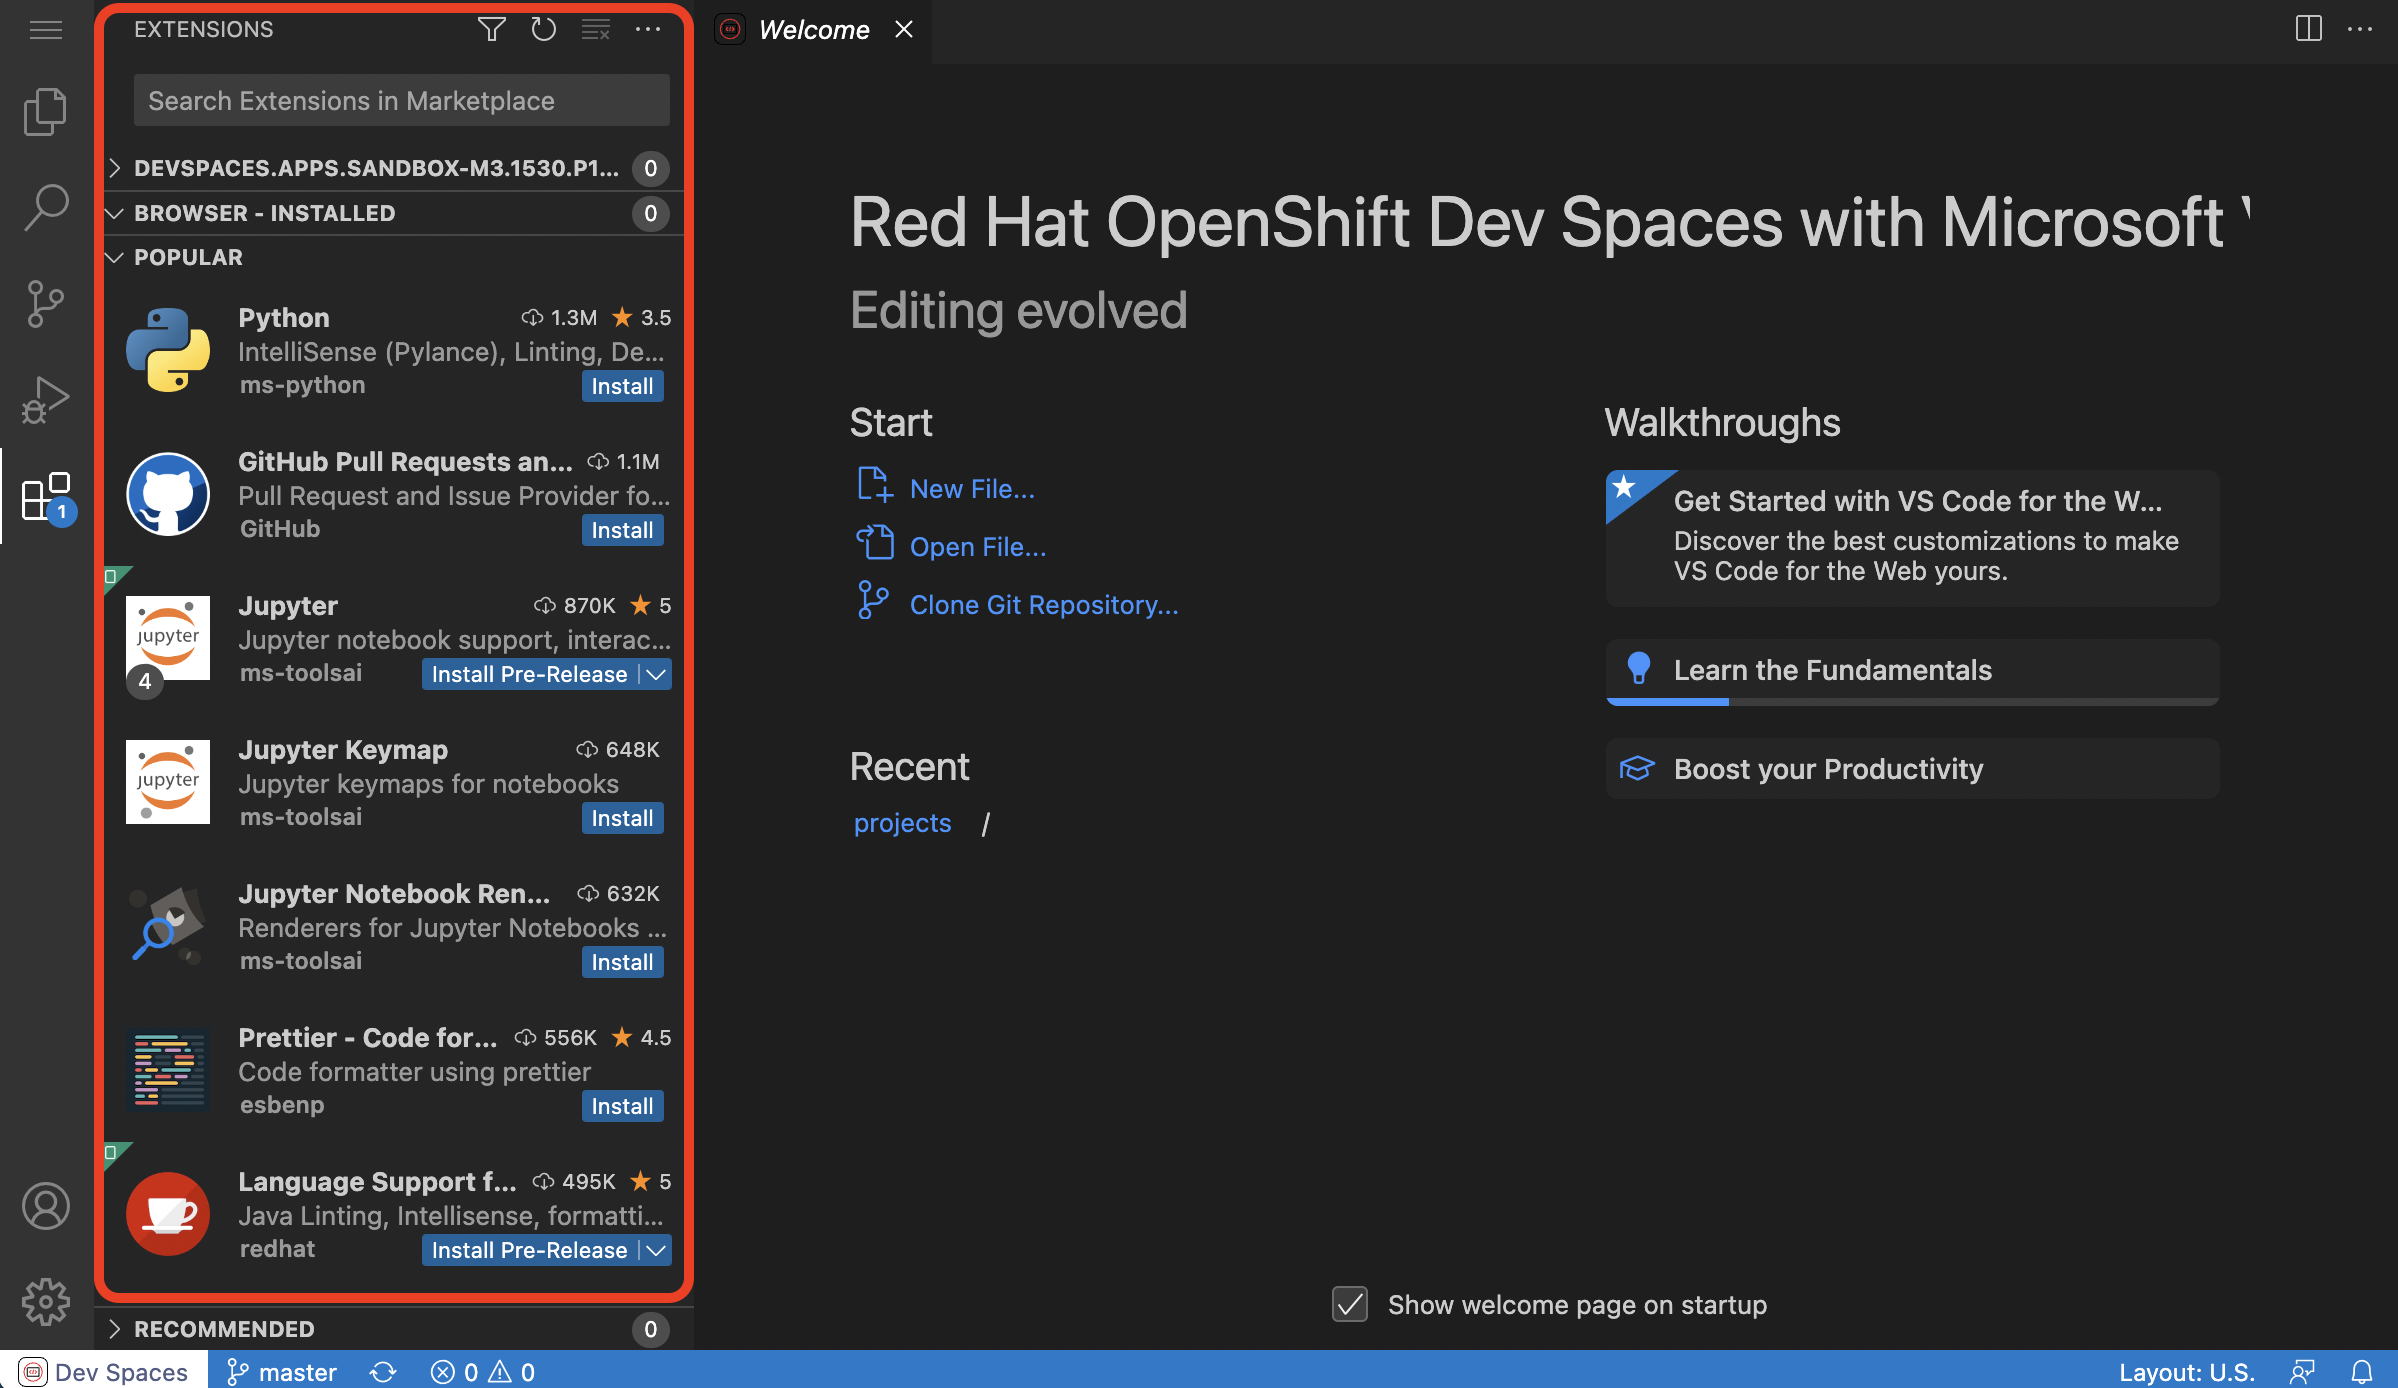 EXTENSIONS
Search Extensions in Marketplace
DEVSPACES.APPS.SANDBOX-M3.1530.P1... 0
BROWSER - INSTALLED 0
POPULAR
Python 1.3M 3.5
IntelliSense (Pylance), Linting, De...
ms-python Install
GitHub Pull Requests an... 1.1M
Pull Request and Issue Provider fo...
GitHub Install
1
Jupyter 870K 5
Jupyter notebook support, interac...
ms-toolsai Install Pre-Release
jupyter
4
Jupyter Keymap 648K
Jupyter keymaps for notebooks
ms-toolsai Install
jupyter
Jupyter Notebook Ren... 632K
Renderers for Jupyter Notebooks ...
ms-toolsai Install
Prettier - Code for... 556K 4.5
Code formatter using prettier
esbenp Install
Language Support f... 495K 5
Java Linting, Intellisense, formatti...
redhat Install Pre-Release
RECOMMENDED 0
Welcome
Red Hat OpenShift Dev Spaces with Microsoft
Editing evolved
Start
New File...
Open File...
Clone Git Repository...
Recent
projects /
Walkthroughs
Get Started with VS Code for the W...
Discover the best customizations to make
VS Code for the Web yours.
Learn the Fundamentals
Boost your Productivity
Show welcome page on startup
Dev Spaces master 0 0 Layout: U.S.